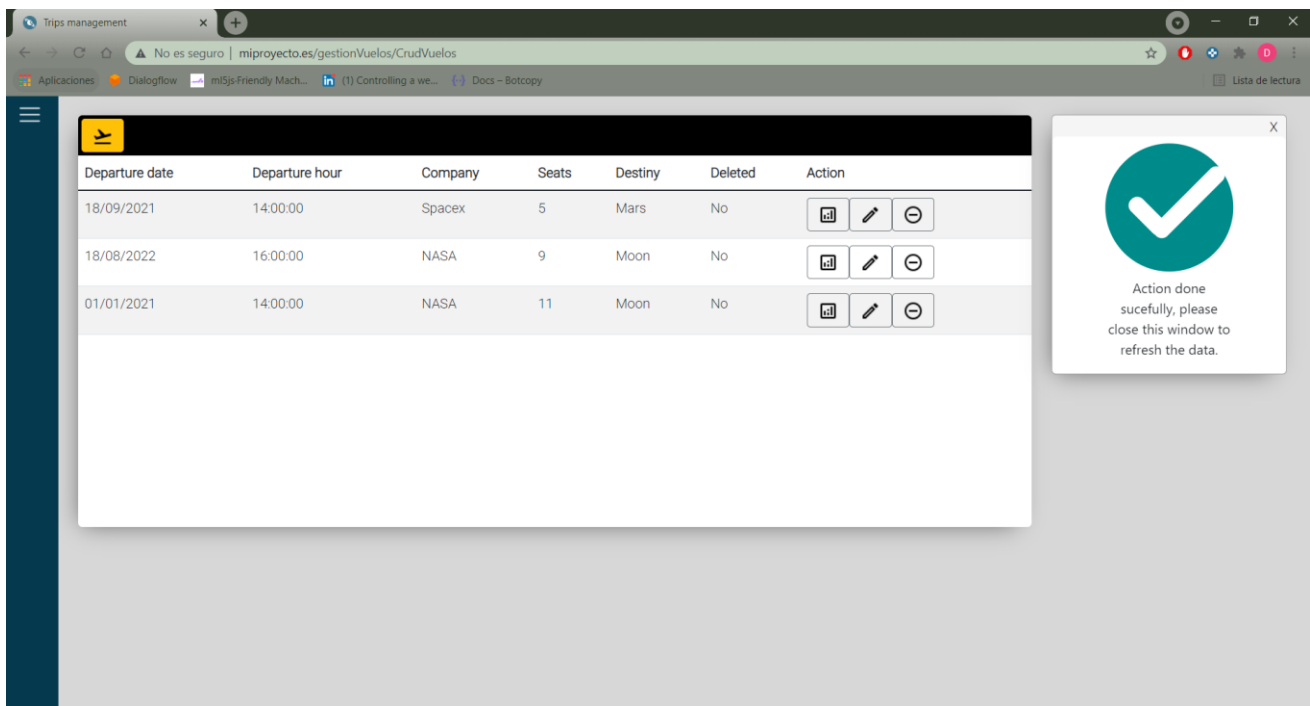 Trips management
No es seguro | miproyecto.es/gestionVuelos/CrudVuelos
D
Aplicaciones Dialogflow ml5js·Friendly Mach... in (1) Controlling a we... Docs – Botcopy Lista de lectura
X
Departure date Departure hour Company Seats Destiny Deleted Action
18/09/2021 14:00:00 Spacex 5 Mars No
18/08/2022 16:00:00 NASA 9 Moon No
01/01/2021 14:00:00 NASA 11 Moon No
Action done
sucefully, please
close this window to
refresh the data.